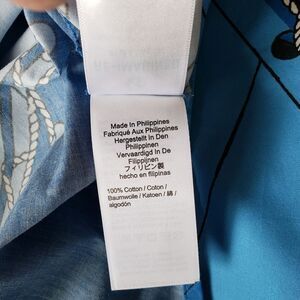 Made In Philippines
Fabriqué Aux Philippines
Hergestellt In Den
Philippinen
Vervaardigd In De
Filippijnen
フィリピン製
hecho en filipinas
100% Cotton / Coton /
Baumwolle / Katoen / 綿 /
algodón